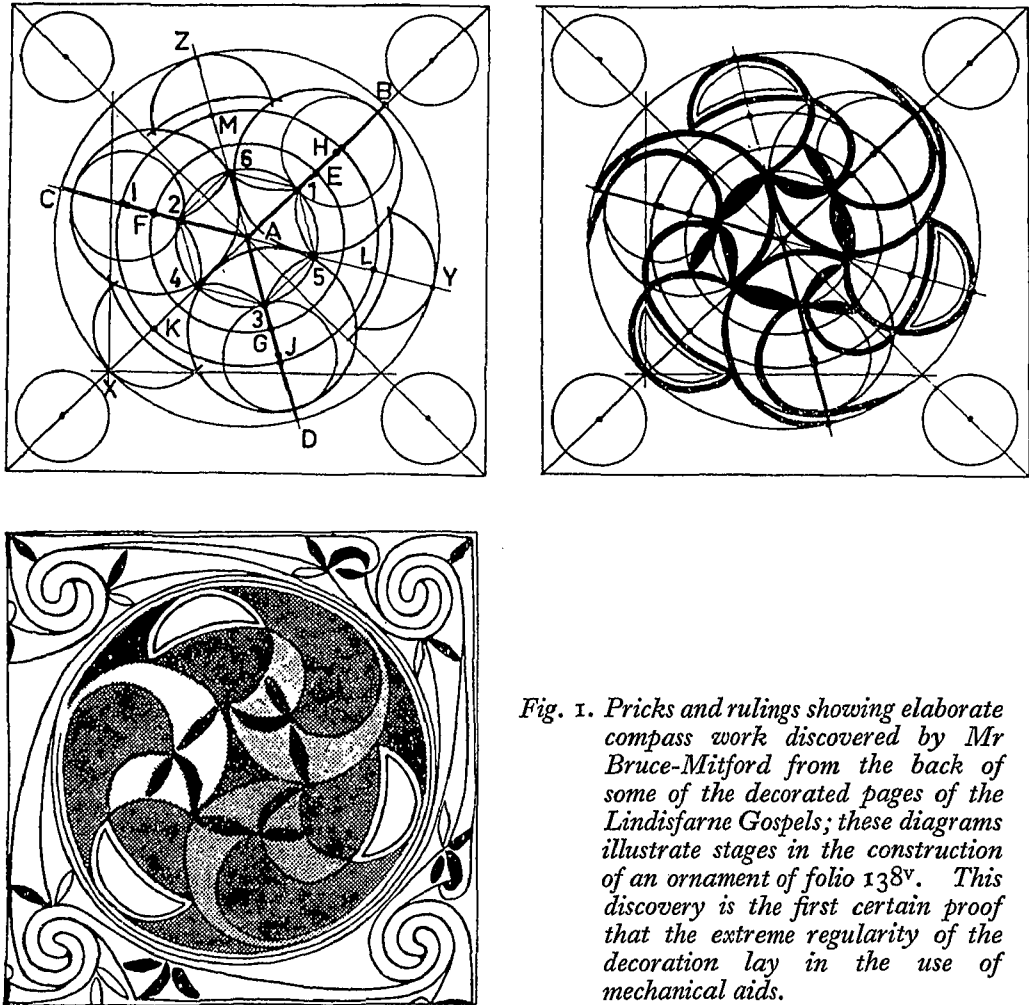 Z
B
M
H
6
E
1
C
I
F
2
A
L
5
Y
4
3
K
G
J
X
D
Fig. 1. Pricks and rulings showing elaborate
compass work discovered by Mr
Bruce-Mitford from the back of
some of the decorated pages of the
Lindisfarne Gospels; these diagrams
illustrate stages in the construction
of an ornament of folio 138ᵛ. This
discovery is the first certain proof
that the extreme regularity of the
decoration lay in the use of
mechanical aids.